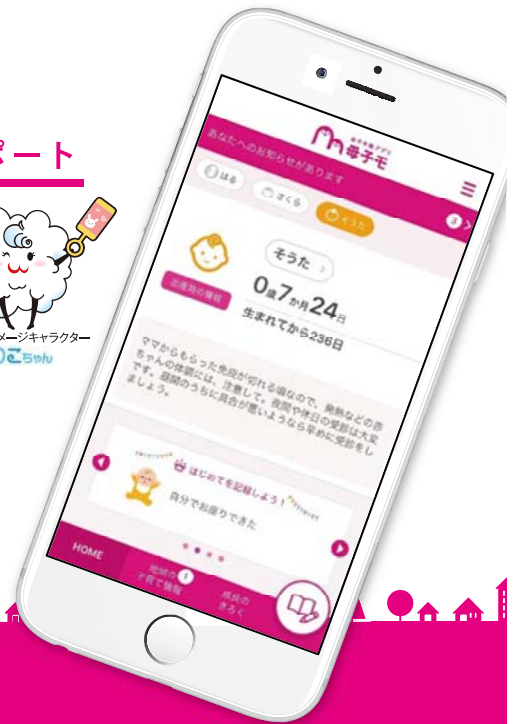 ポート
母子手帳アプリ
母子モ
あなたへのお知らせがあります
3
はる
さくら
そうた
そうた
出産時の情報
0歳7か月24日
生まれてから236日
ママからもらった免疫が切れる頃なので、発熱などの赤
ちゃんの体調には、注意して。夜間や休日の受診は大変
です。昼間のうちに具合が悪いようなら早めに受診をし
ましょう。
はじめてを記録しよう!
自分でお座りできた
HOME
地域の
子育て情報
1
成長の
きろく
メージキャラクター
のこちゃん